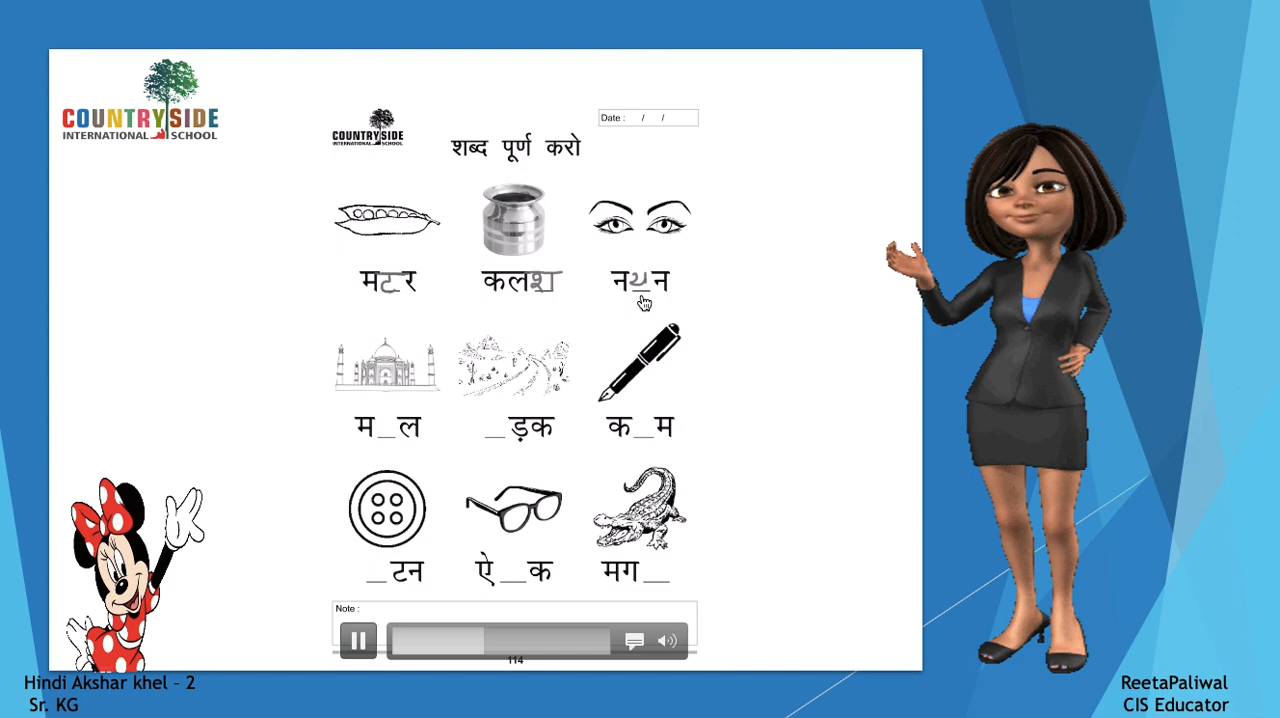 COUNTRYSIDE
INTERNATIONAL SCHOOL
COUNTRYSIDE
INTERNATIONAL SCHOOL
Date : / /
शब्द पूर्ण करो
मटर कलश नयन
म_ल _ड़क क_म
_टन ऐ_क मग_
Note :
114
Hindi Akshar khel – 2
Sr. KG
ReetaPaliwal
CIS Educator